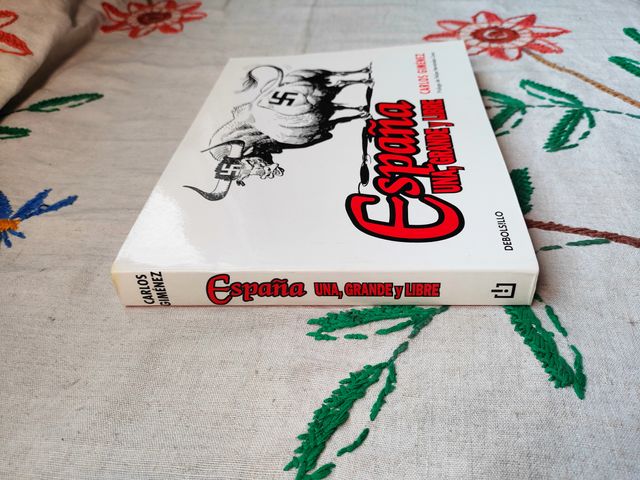 CARLOS GIMÉNEZ
España
UNA, GRANDE y LIBRE
DEBOLSILLO
CARLOS
GIMÉNEZ
España UNA, GRANDE y LIBRE